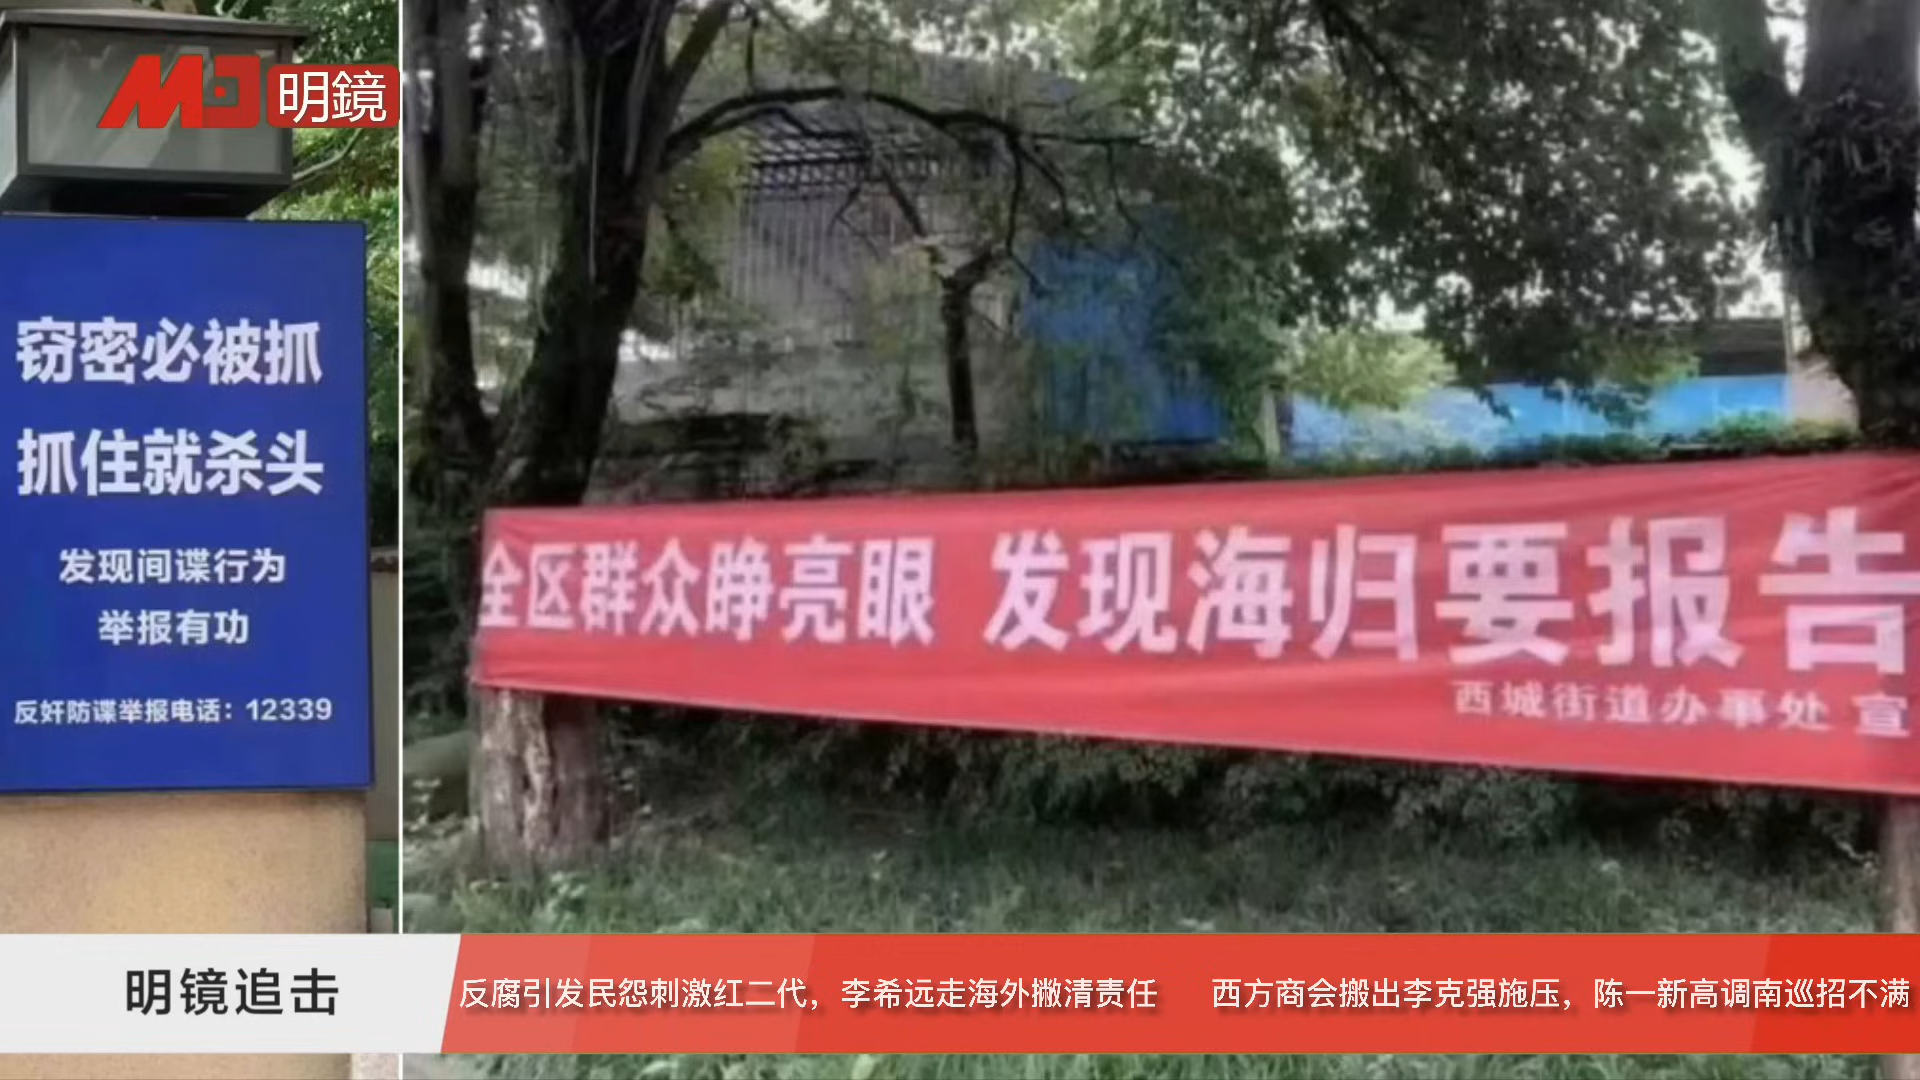 明鏡
窃密必被抓
抓住就杀头
发现间谍行为
举报有功
反奸防谍举报电话：12339
全区群众睁亮眼 发现海归要报告
西城街道办事处 宣
明镜追击
反腐引发民怨刺激红二代，李希远走海外撇清责任 西方商会搬出李克强施压，陈一新高调南巡招不满